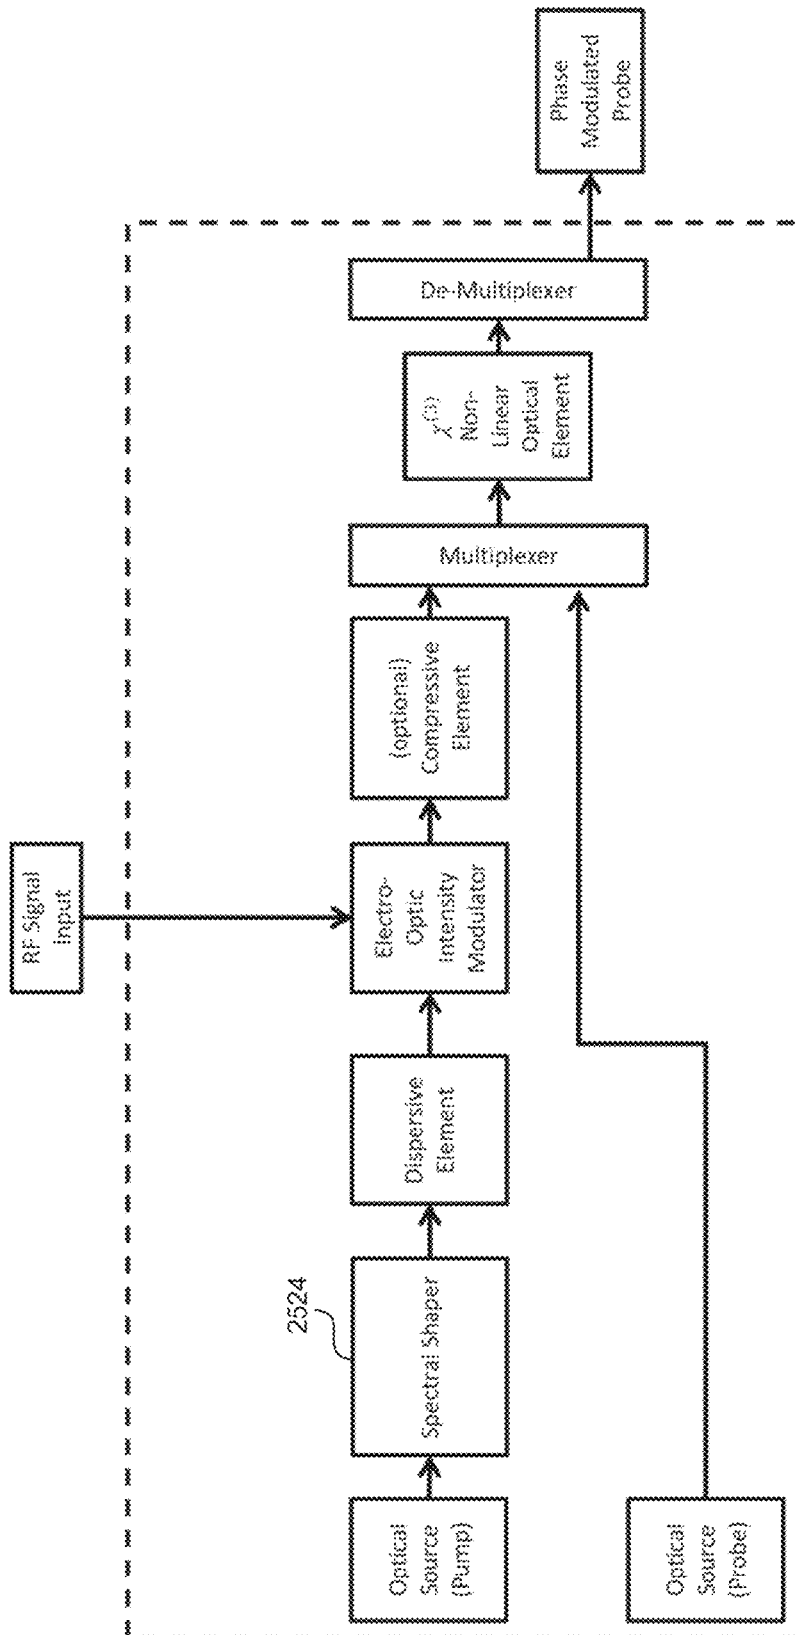 RF Signal
Input
Optical
Source
(Pump)
2524
Spectral Shaper
Dispersive
Element
Electro-
Optic
Intensity
Modulator
(optional)
Compressive
Element
Multiplexer
χ(3)
Non-
Linear
Optical
Element
De-Multiplexer
Phase
Modulated
Probe
Optical
Source
(Probe)